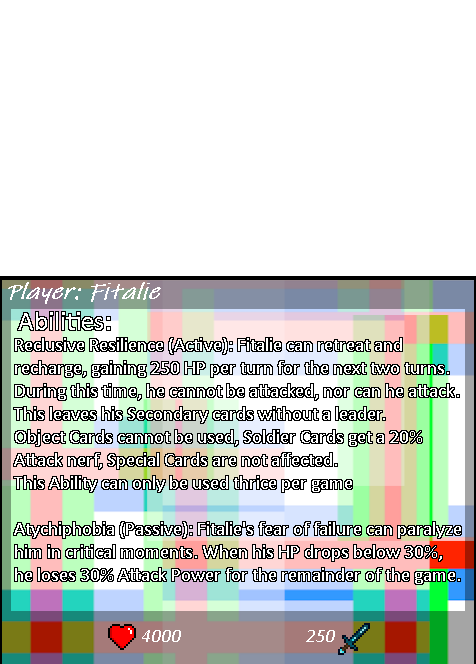 Player: Fitalie
Abilities:
Reclusive Resilience (Active): Fitalie can retreat and
recharge, gaining 250 HP per turn for the next two turns.
During this time, he cannot be attacked, nor can he attack.
This leaves his Secondary cards without a leader.
Object Cards cannot be used, Soldier Cards get a 20%
Attack nerf, Special Cards are not affected.
This Ability can only be used thrice per game
Atychiphobia (Passive): Fitalie's fear of failure can paralyze
him in critical moments. When his HP drops below 30%,
he loses 30% Attack Power for the remainder of the game.
4000 250